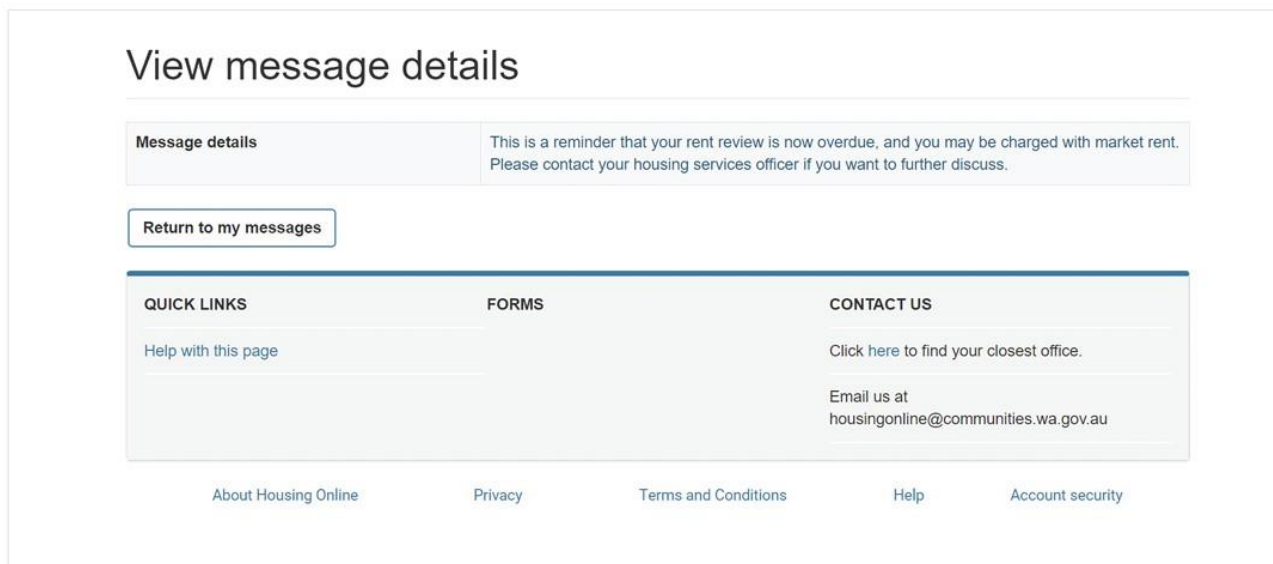 View message details
Message details
This is a reminder that your rent review is now overdue, and you may be charged with market rent.
Please contact your housing services officer if you want to further discuss.
Return to my messages
QUICK LINKS
Help with this page
FORMS
CONTACT US
Click here to find your closest office.
Email us at
housingonline@communities.wa.gov.au
About Housing Online
Privacy
Terms and Conditions
Help
Account security